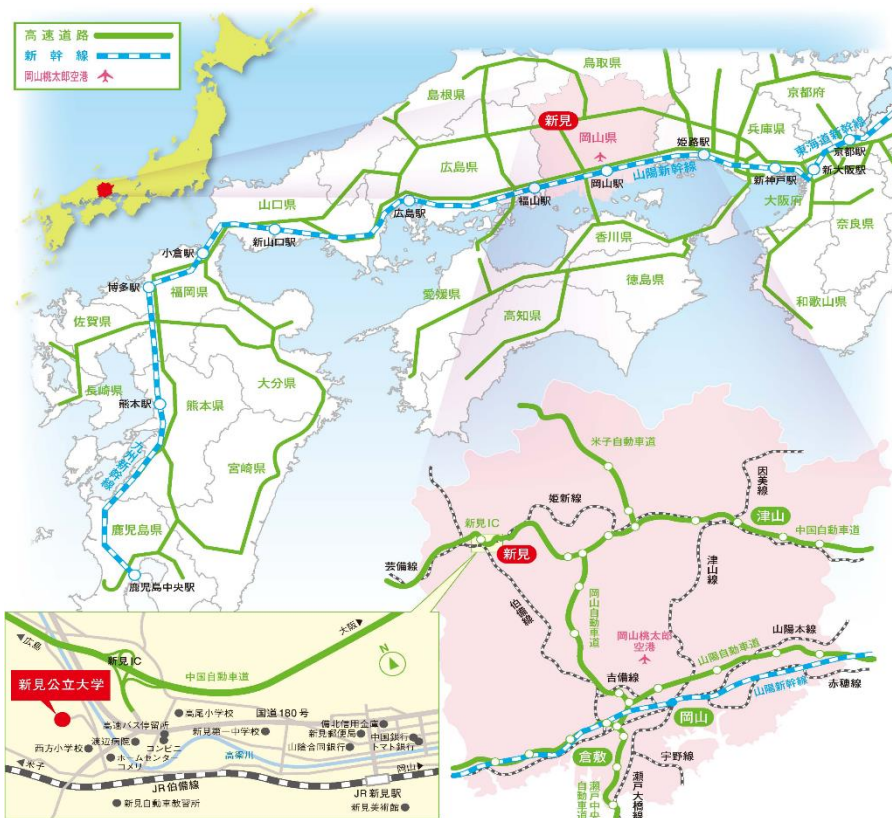 高速道路
新幹線
岡山桃太郎空港
鳥取県
島根県
京都府
兵庫県
新見
岡山県
東海道新幹線
姫路駅
京都駅
広島県
山陽新幹線
新神戸駅
新大阪駅
岡山駅
福山駅
大阪府
山口県
広島駅
奈良県
新山口駅
香川県
小倉駅
徳島県
博多駅
福岡県
愛媛県
高知県
和歌山県
佐賀県
長崎県
大分県
熊本駅
熊本県
九州新幹線
宮崎県
鹿児島県
鹿児島中央駅
米子自動車道
因美線
姫新線
新見IC
津山
中国自動車道
新見
芸備線
津山線
伯備線
岡山自動車道
岡山桃太郎
空港
山陽本線
山陽自動車道
吉備線
山陽新幹線
赤穂線
岡山
倉敷
宇野線
瀬戸大橋線
瀬戸中央
自動車道
◀広島
大阪▶
新見IC
N
中国自動車道
新見公立大学
高尾小学校
国道180号
高速バス停留所
備北信用金庫
新見第一中学校
新見郵便局
中国銀行
渡辺病院
西方小学校
コンビニ
山陰合同銀行
トマト銀行
ホームセンター
コメリ
高梁川
◀米子
岡山▶
JR伯備線
JR新見駅
新見自動車教習所
新見美術館